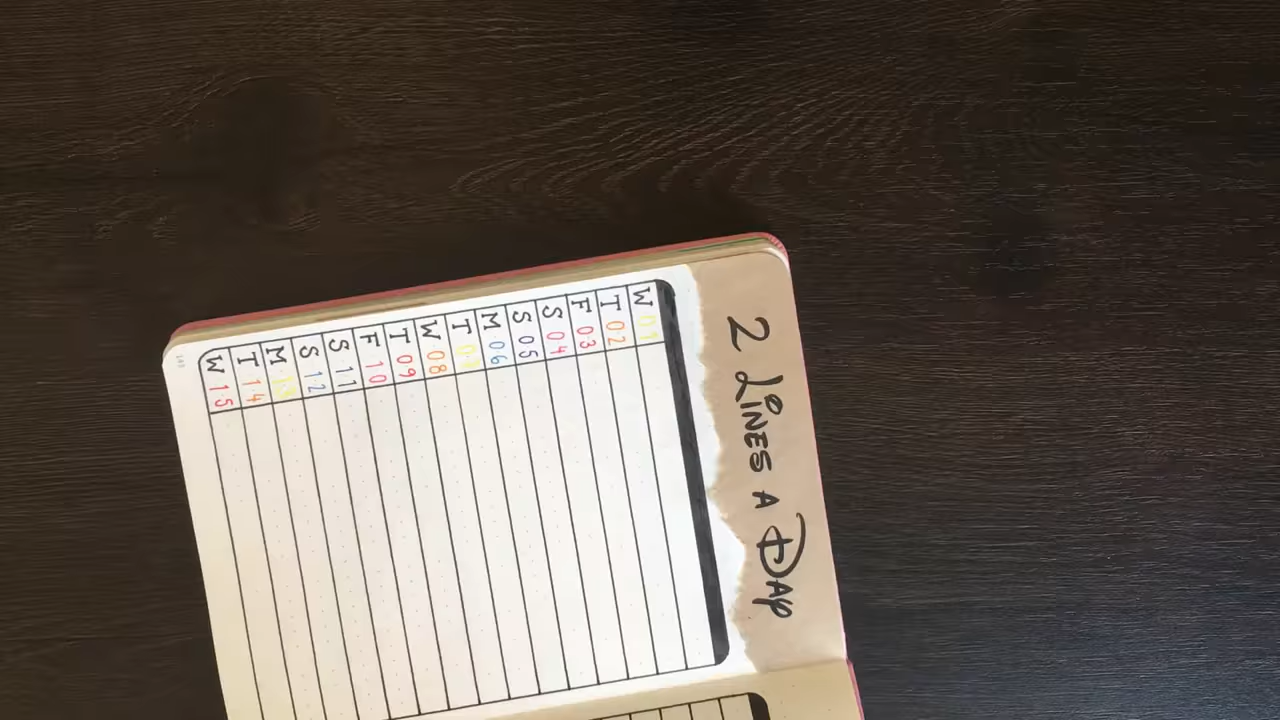 2 LINES A DAY
W 01
T 02
F 03
S 04
S 05
M 06
T 07
W 08
T 09
F 10
S 11
S 12
M 13
T 14
W 15